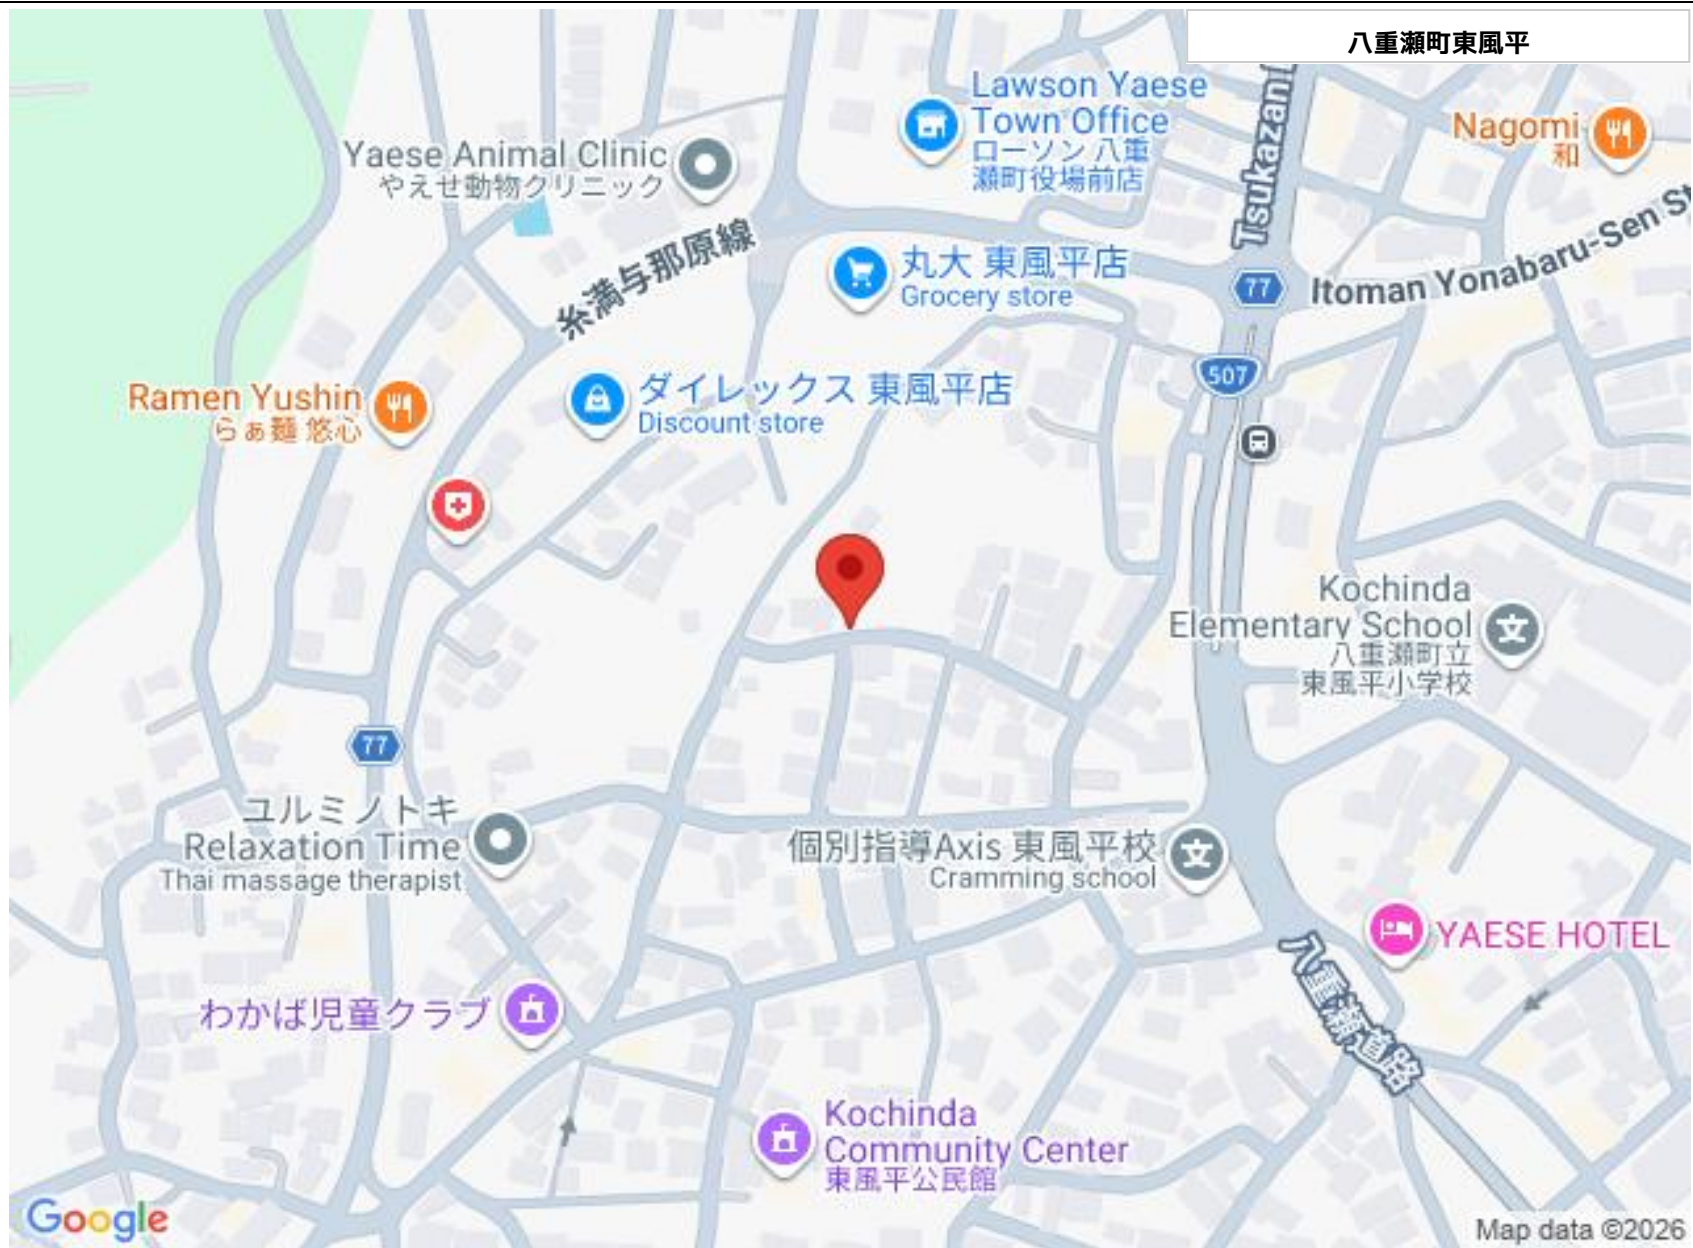 八重瀬町東風平
Lawson Yaese
Town Office
ローソン 八重
瀬町役場前店
Nagomi
和
Yaese Animal Clinic
やえせ動物クリニック
Tsukazan
糸満与那原線
丸大 東風平店
Grocery store
77
Itoman Yonabaru-Sen St
507
ダイレックス 東風平店
Discount store
Ramen Yushin
らぁ麺 悠心
Kochinda
Elementary School
八重瀬町立
東風平小学校
文
77
ユルミノトキ
Relaxation Time
Thai massage therapist
個別指導Axis 東風平校
Cramming school
文
YAESE HOTEL
八重瀬道路
わかば児童クラブ
Kochinda
Community Center
東風平公民館
Google
Map data ©2026